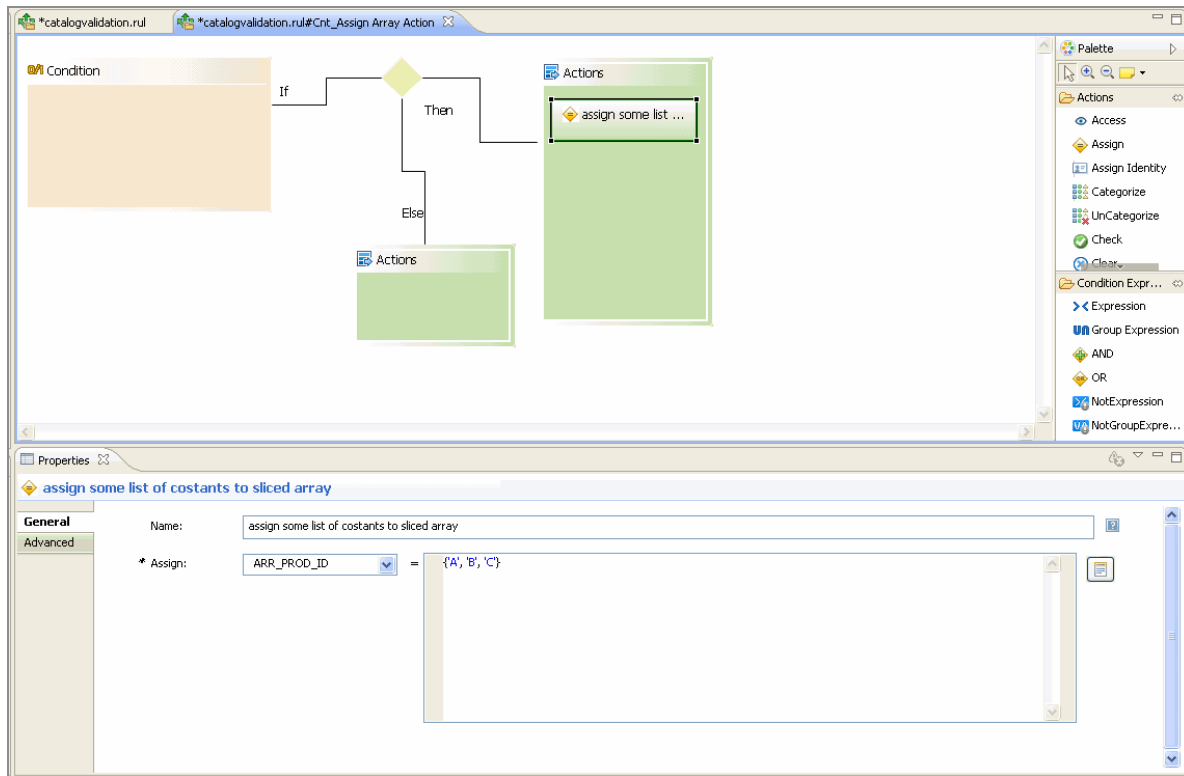 *catalogvalidation.rul
*catalogvalidation.rul#Cnt_Assign Array Action
Condition
If
Then
Else
Actions
assign some list ...
Actions
Palette
Actions
Access
Assign
Assign Identity
Categorize
UnCategorize
Check
Clear
Condition Expr...
Expression
Group Expression
AND
OR
NotExpression
NotGroupExpre...
Properties
assign some list of costants to sliced array
General
Advanced
Name:
assign some list of costants to sliced array
* Assign:
ARR_PROD_ID
=
{'A', 'B', 'C'}